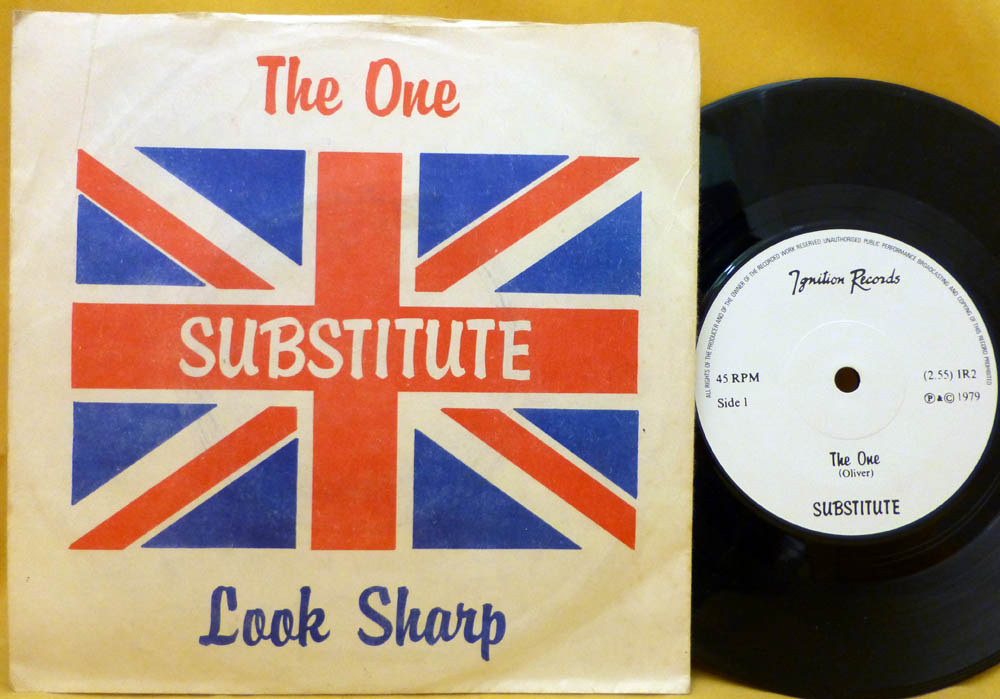 The One
SUBSTITUTE
Look Sharp
ALL RIGHTS OF THE PRODUCER AND OF THE OWNER OF THE RECORDED WORK RESERVED UNAUTHORISED PUBLIC PERFORMANCE BROADCASTING AND COPYING OF THIS RECORD PROHIBITED
Ignition Records
45 RPM
(2.55) IR2
Side 1
Ⓟ & © 1979
The One
(Oliver)
SUBSTITUTE